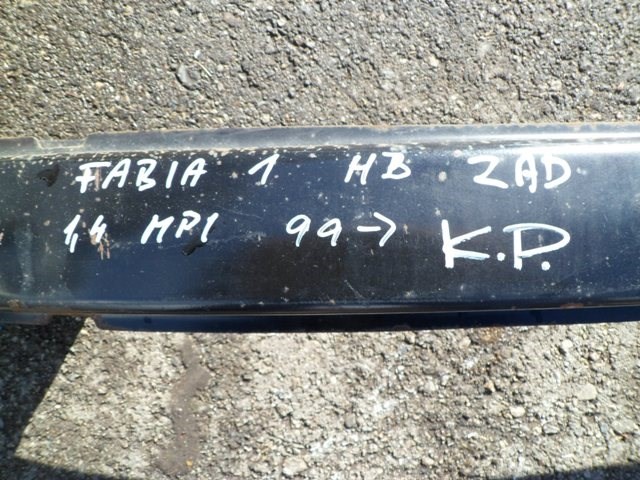 FABIA 1 HB ZAD
1,4 MPI 99->
K.P.